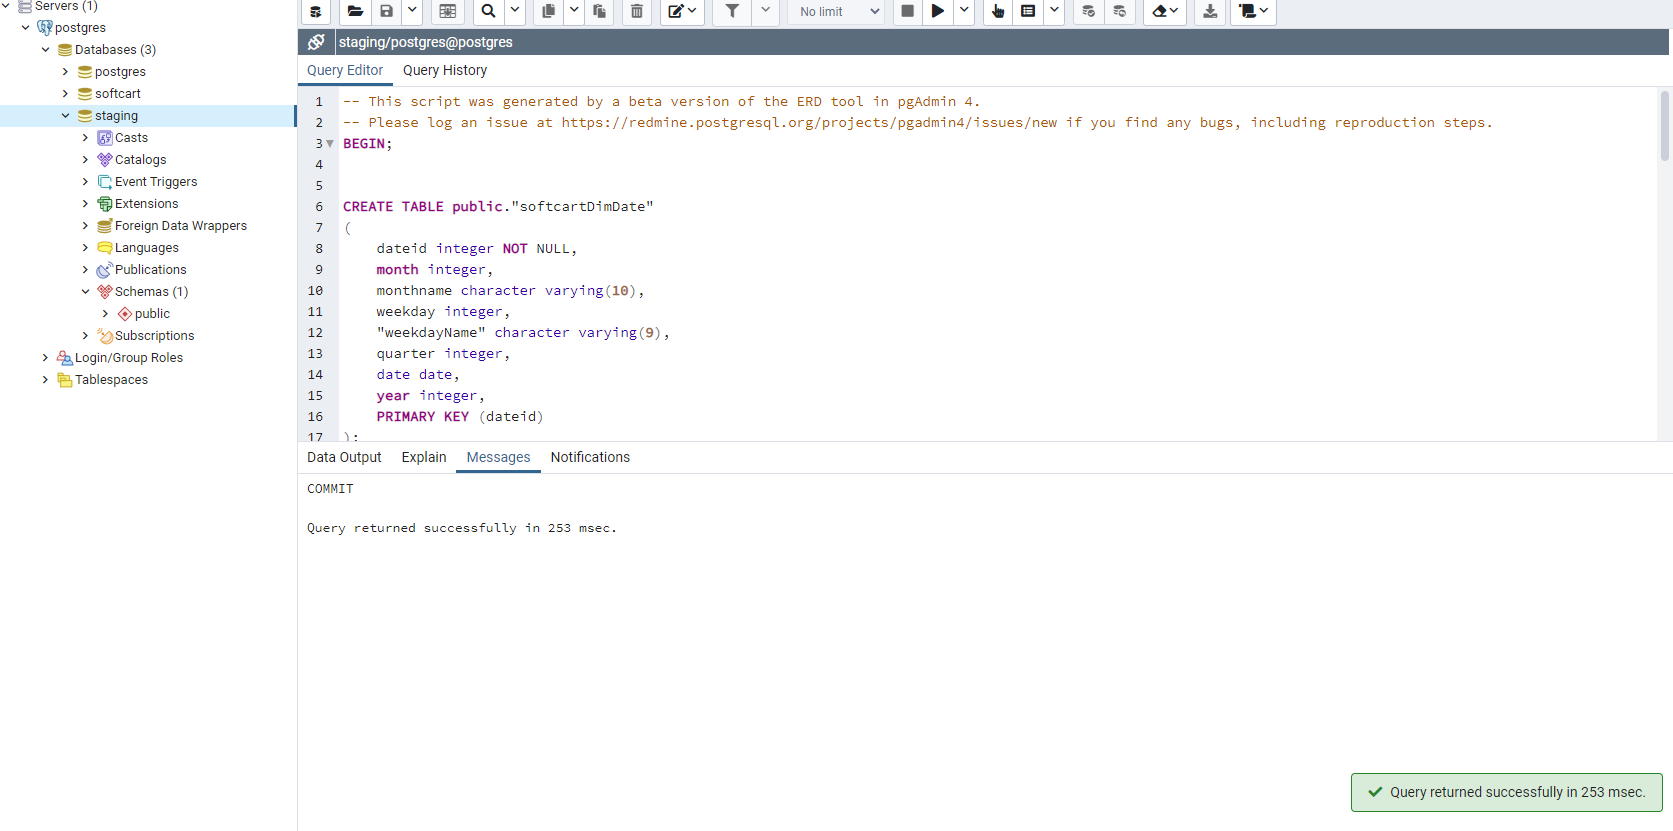 Servers (1)
postgres
Databases (3)
postgres
softcart
staging
Casts
Catalogs
Event Triggers
Extensions
Foreign Data Wrappers
Languages
Publications
Schemas (1)
public
Subscriptions
Login/Group Roles
Tablespaces
No limit
staging/postgres@postgres
Query Editor Query History
1 -- This script was generated by a beta version of the ERD tool in pgAdmin 4.
2 -- Please log an issue at https://redmine.postgresql.org/projects/pgadmin4/issues/new if you find any bugs, including reproduction steps.
3 BEGIN;
4
5
6 CREATE TABLE public."softcartDimDate"
7 (
8 dateid integer NOT NULL,
9 month integer,
10 monthname character varying(10),
11 weekday integer,
12 "weekdayName" character varying(9),
13 quarter integer,
14 date date,
15 year integer,
16 PRIMARY KEY (dateid)
17 );
Data Output Explain Messages Notifications
COMMIT
Query returned successfully in 253 msec.
Query returned successfully in 253 msec.